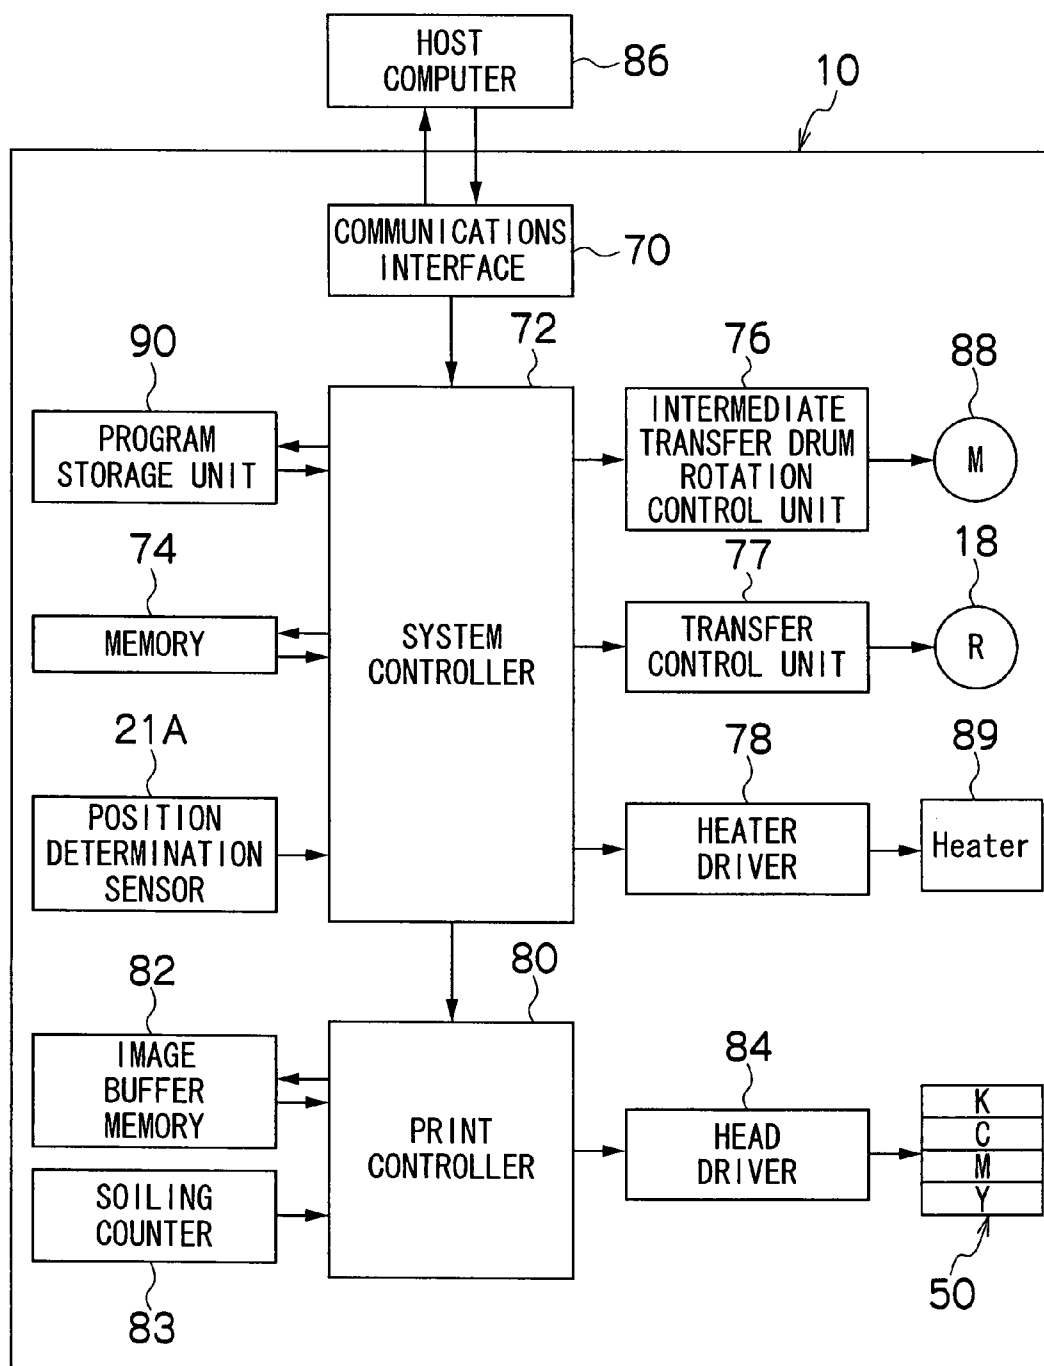 HOST
COMPUTER
86
10
COMMUNICATIONS
INTERFACE
70
90
72
76
88
PROGRAM
STORAGE UNIT
INTERMEDIATE
TRANSFER DRUM
ROTATION
CONTROL UNIT
M
74
77
18
MEMORY
SYSTEM
CONTROLLER
TRANSFER
CONTROL UNIT
R
21A
78
89
POSITION
DETERMINATION
SENSOR
HEATER
DRIVER
Heater
82
80
IMAGE
BUFFER
MEMORY
84
PRINT
CONTROLLER
HEAD
DRIVER
K
C
M
Y
SOILING
COUNTER
83
50